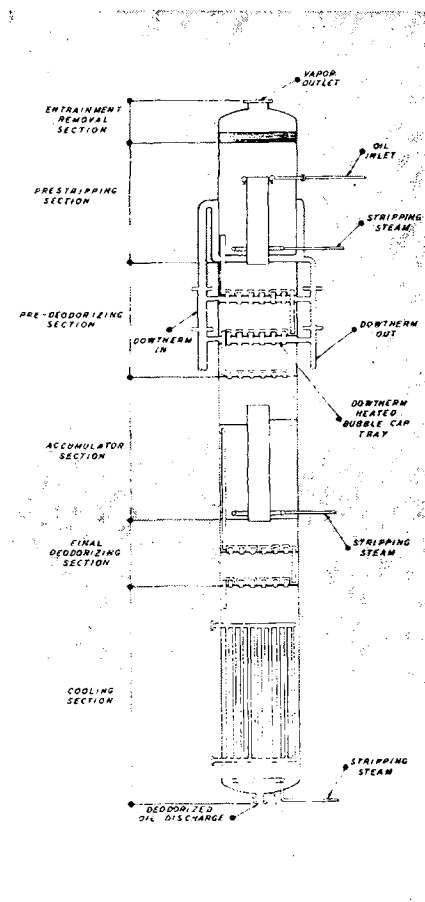 VAPOR
OUTLET
ENTRAINMENT
REMOVAL
SECTION
OIL
INLET
PRESTRIPPING
SECTION
STRIPPING
STEAM
PRE-DEODORIZING
SECTION
DOWTHERM
IN
DOWTHERM
OUT
DOWTHERM
HEATED
BUBBLE CAP
TRAY
ACCUMULATOR
SECTION
FINAL
DEODORIZING
SECTION
STRIPPING
STEAM
COOLING
SECTION
STRIPPING
STEAM
DEODORIZED
OIL DISCHARGE